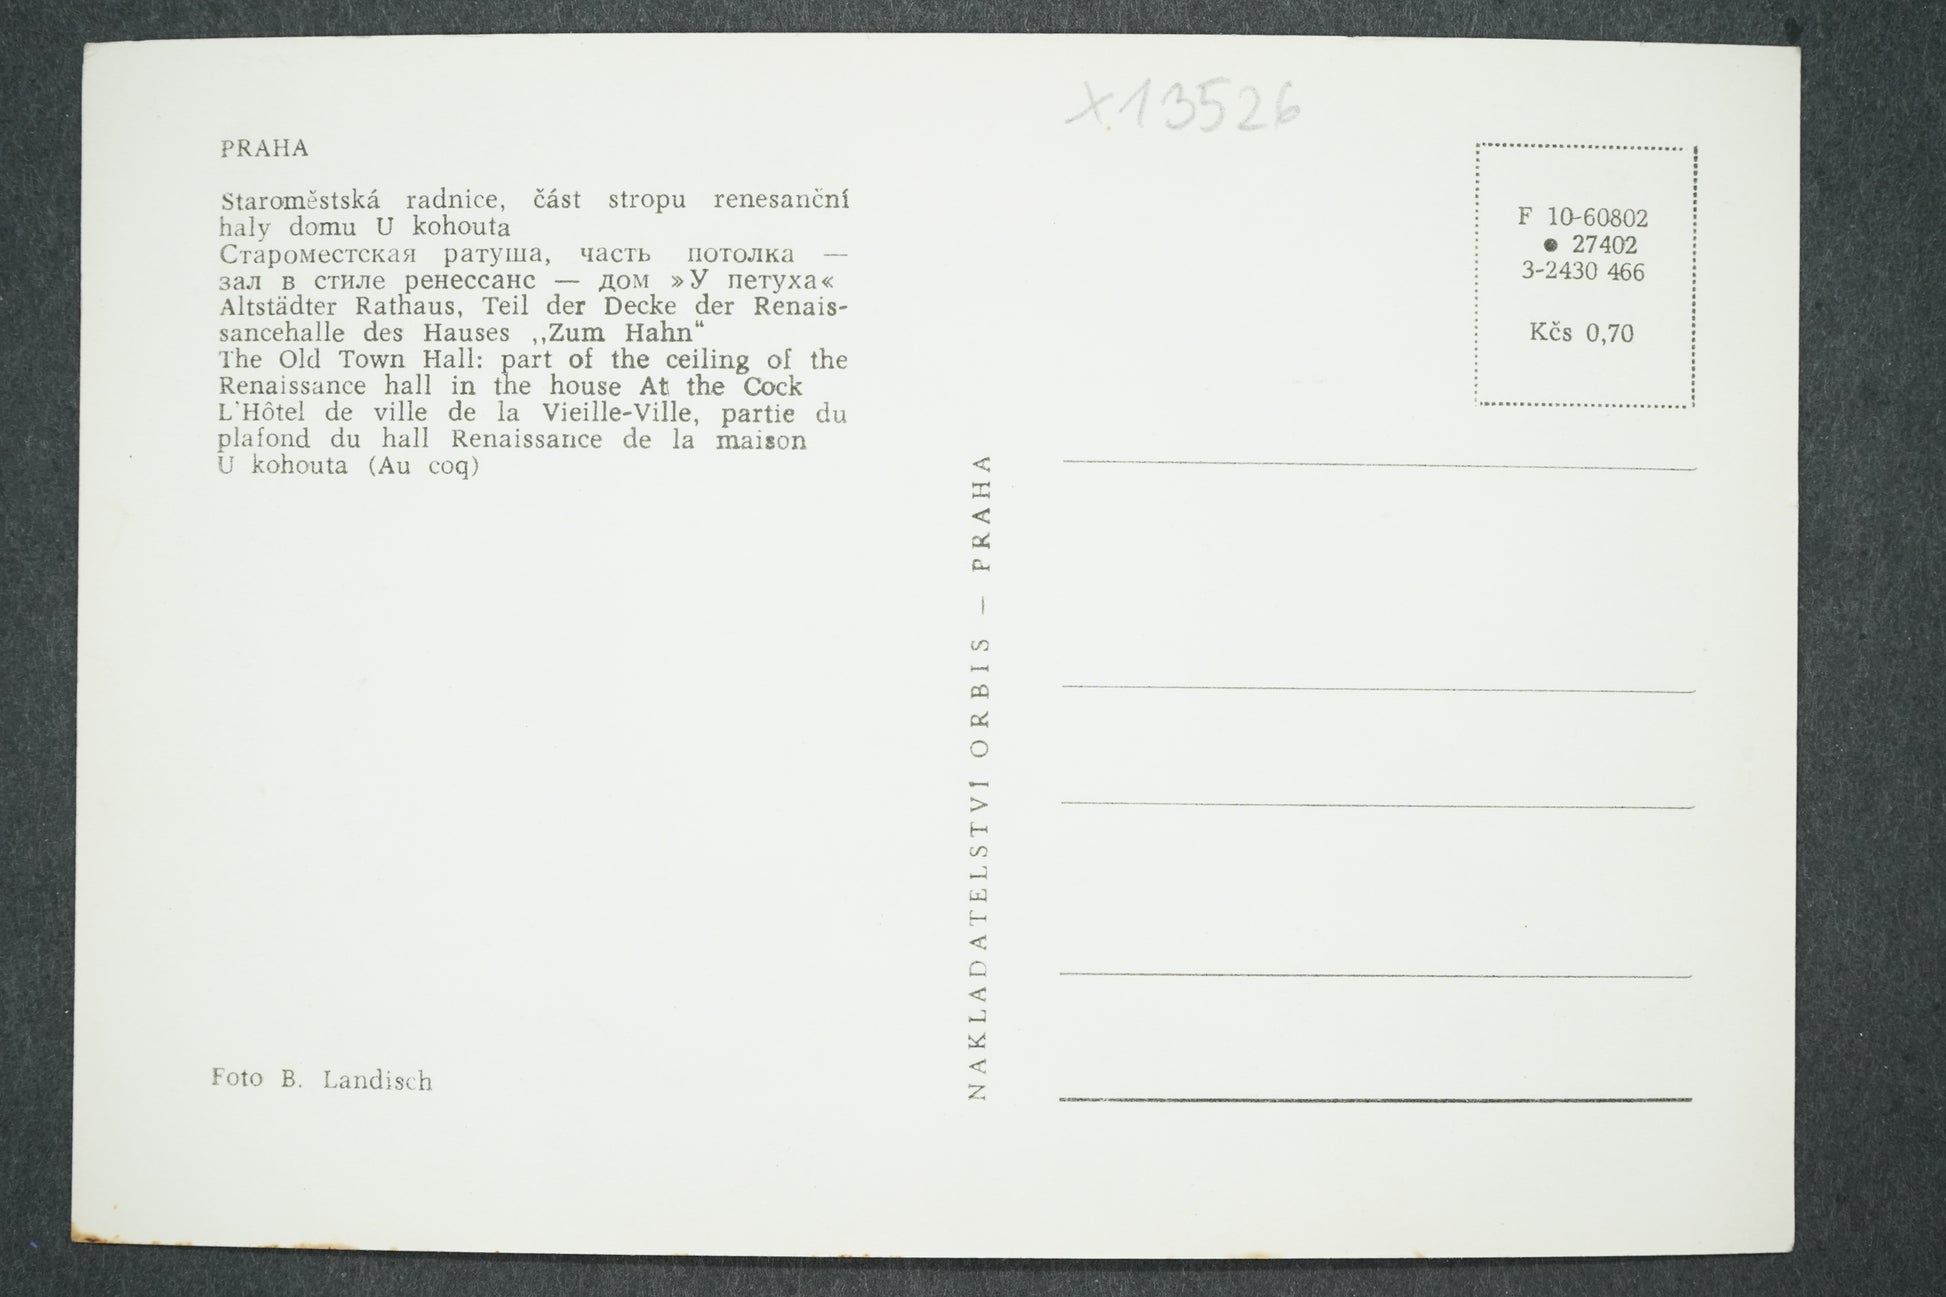 x.13526
PRAHA
Staroměstská radnice, část stropu renesanční
haly domu U kohouta
Староместская ратуша, часть потолка —
зал в стиле ренессанс — дом »У петуха«
Altstädter Rathaus, Teil der Decke der Renais-
sancehalle des Hauses ,,Zum Hahn“
The Old Town Hall: part of the ceiling of the
Renaissance hall in the house At the Cock
L'Hôtel de ville de la Vieille-Ville, partie du
plafond du hall Renaissance de la maison
U kohouta (Au coq)
Foto B. Landisch
NAKLADATELSTVÍ ORBIS — PRAHA
F 10-60802
● 27402
3-2430 466
Kčs 0,70